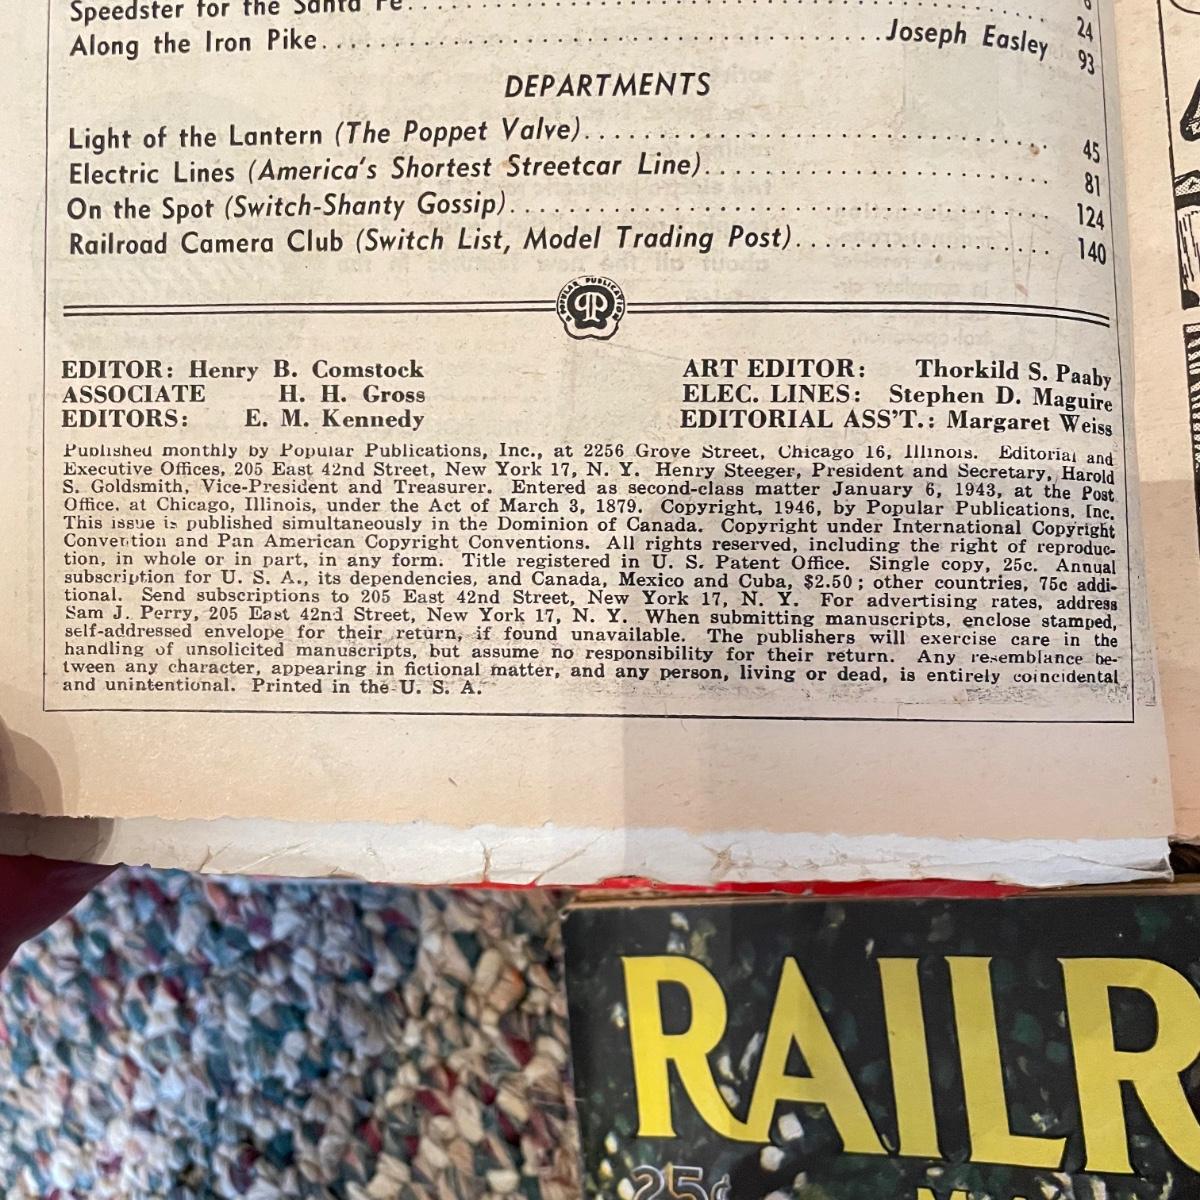 Speedster for the Santa Fe.......... 24
Along the Iron Pike.......... Joseph Easley 93
DEPARTMENTS
Light of the Lantern (The Poppet Valve).......... 45
Electric Lines (America's Shortest Streetcar Line).......... 81
On the Spot (Switch-Shanty Gossip).......... 124
Railroad Camera Club (Switch List, Model Trading Post).......... 140
A POPULAR PUBLICATION
EDITOR: Henry B. Comstock
ASSOCIATE H. H. Gross
EDITORS: E. M. Kennedy
ART EDITOR: Thorkild S. Paaby
ELEC. LINES: Stephen D. Maguire
EDITORIAL ASS'T.: Margaret Weiss
Published monthly by Popular Publications, Inc., at 2256 Grove Street, Chicago 16, Illinois. Editorial and
Executive Offices, 205 East 42nd Street, New York 17, N. Y. Henry Steeger, President and Secretary, Harold
S. Goldsmith, Vice-President and Treasurer. Entered as second-class matter January 6, 1943, at the Post
Office, at Chicago, Illinois, under the Act of March 3, 1879. Copyright, 1946, by Popular Publications, Inc.
This issue is published simultaneously in the Dominion of Canada. Copyright under International Copyright
Convention and Pan American Copyright Conventions. All rights reserved, including the right of reproduc-
tion, in whole or in part, in any form. Title registered in U. S. Patent Office. Single copy, 25c. Annual
subscription for U. S. A., its dependencies, and Canada, Mexico and Cuba, $2.50; other countries, 75c addi-
tional. Send subscriptions to 205 East 42nd Street, New York 17, N. Y. For advertising rates, address
Sam J. Perry, 205 East 42nd Street, New York 17, N. Y. When submitting manuscripts, enclose stamped,
self-addressed envelope for their return, if found unavailable. The publishers will exercise care in the
handling of unsolicited manuscripts, but assume no responsibility for their return. Any resemblance be-
tween any character, appearing in fictional matter, and any person, living or dead, is entirely coincidental
and unintentional. Printed in the U. S. A.
RAILR
25¢